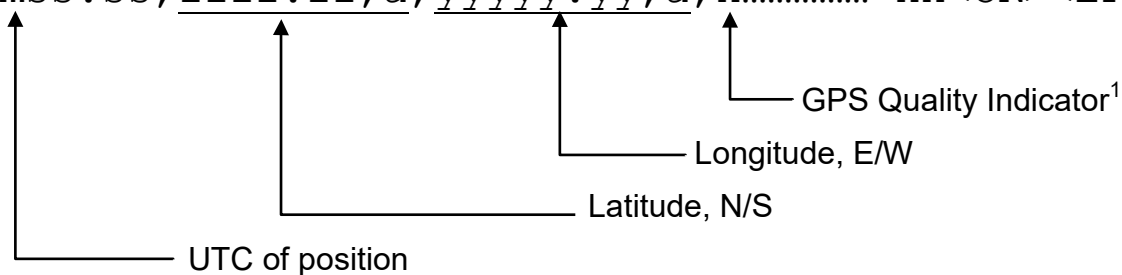 GPS Quality Indicator¹
Longitude, E/W
Latitude, N/S
UTC of position